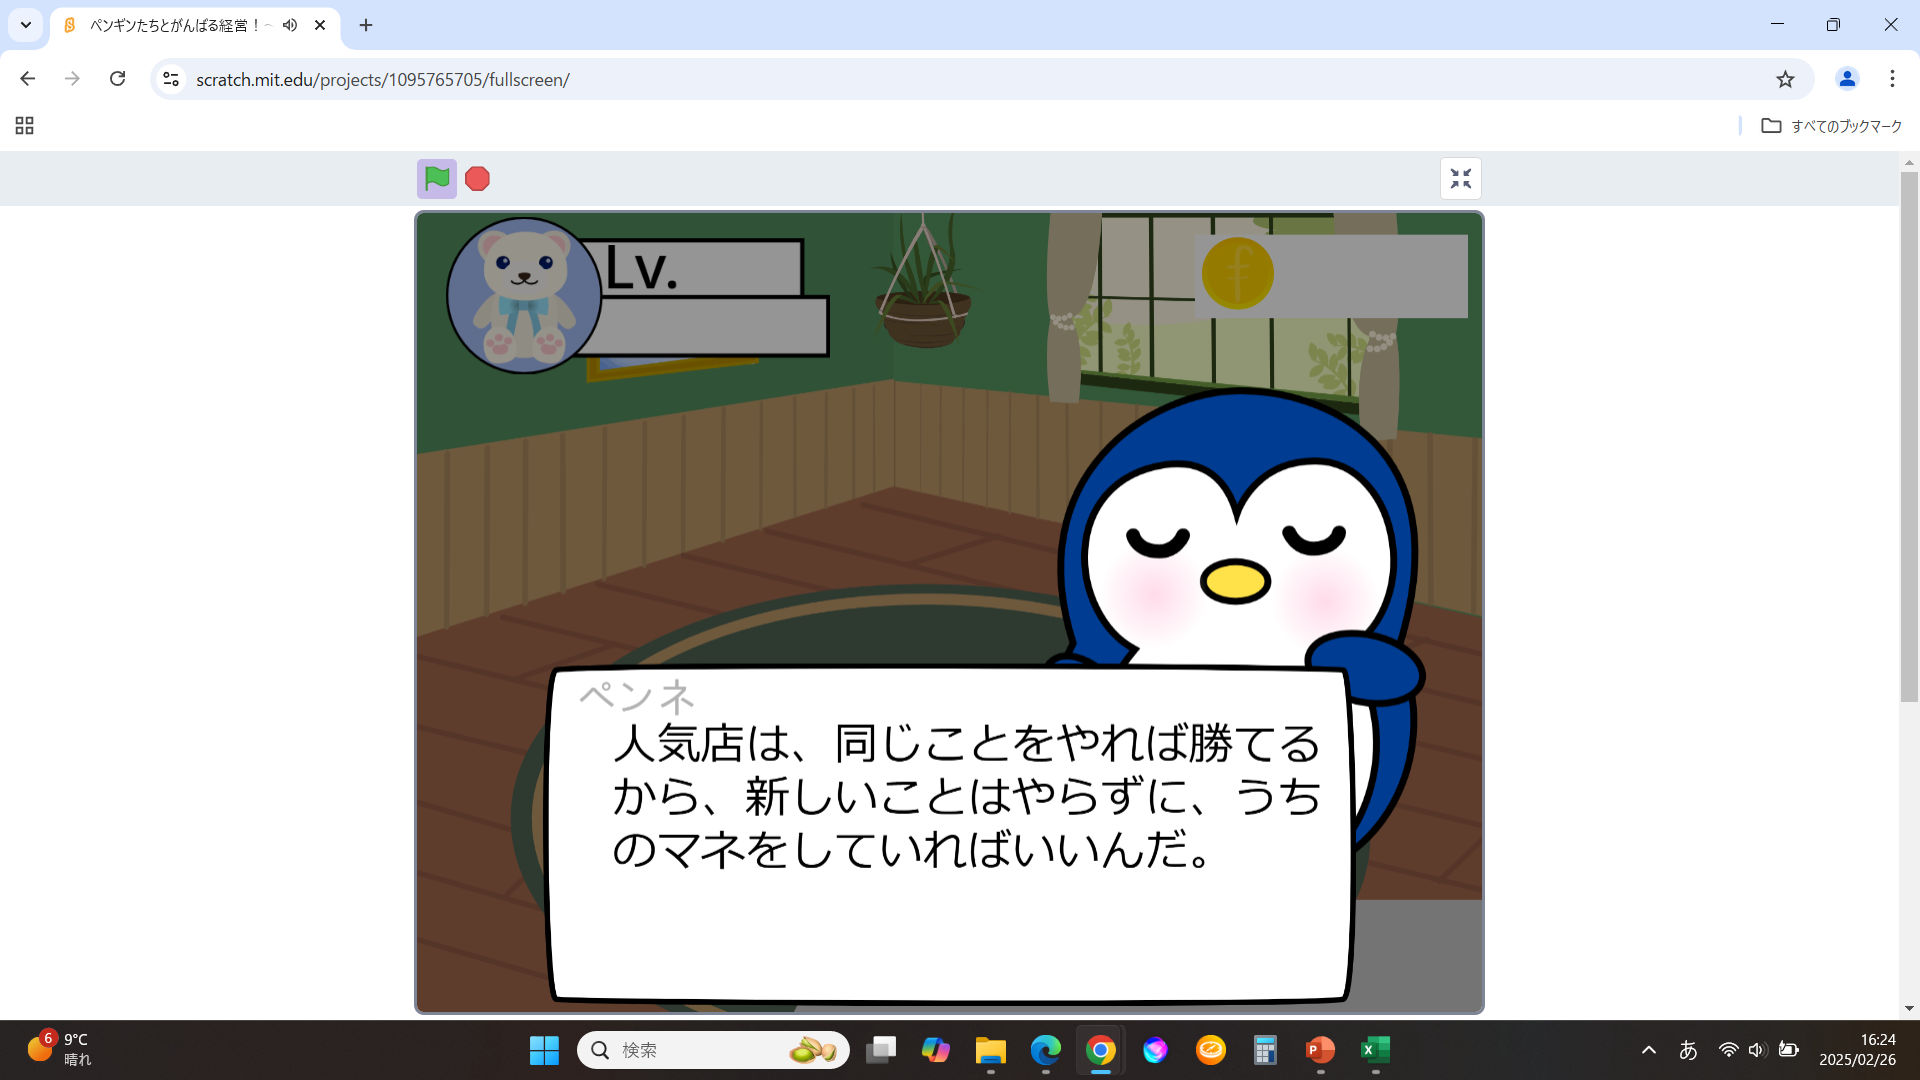 ペンギンたちとがんばる経営！
scratch.mit.edu/projects/1095765705/fullscreen/
すべてのブックマーク
Lv.
ペンネ
人気店は、同じことをやれば勝てる
から、新しいことはやらずに、うち
のマネをしていればいいんだ。
6
9°C
晴れ
検索
あ
16:24
2025/02/26